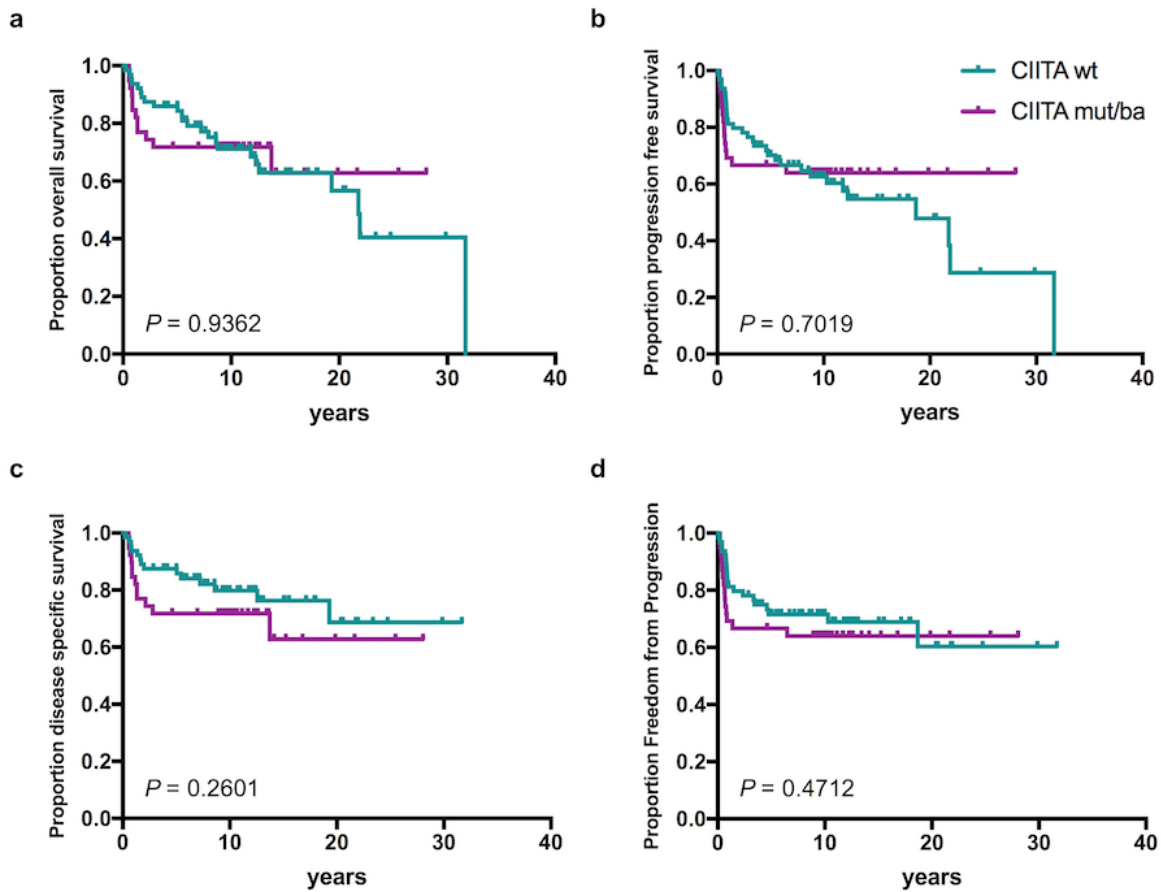 a
Proportion overall survival
1.0
0.8
0.6
0.4
0.2
0.0
P = 0.9362
0 10 20 30 40
years
b
Proportion progression free survival
1.0
0.8
0.6
0.4
0.2
0.0
CIITA wt
CIITA mut/ba
P = 0.7019
0 10 20 30 40
years
c
Proportion disease specific survival
1.0
0.8
0.6
0.4
0.2
0.0
P = 0.2601
0 10 20 30 40
years
d
Proportion Freedom from Progression
1.0
0.8
0.6
0.4
0.2
0.0
P = 0.4712
0 10 20 30 40
years